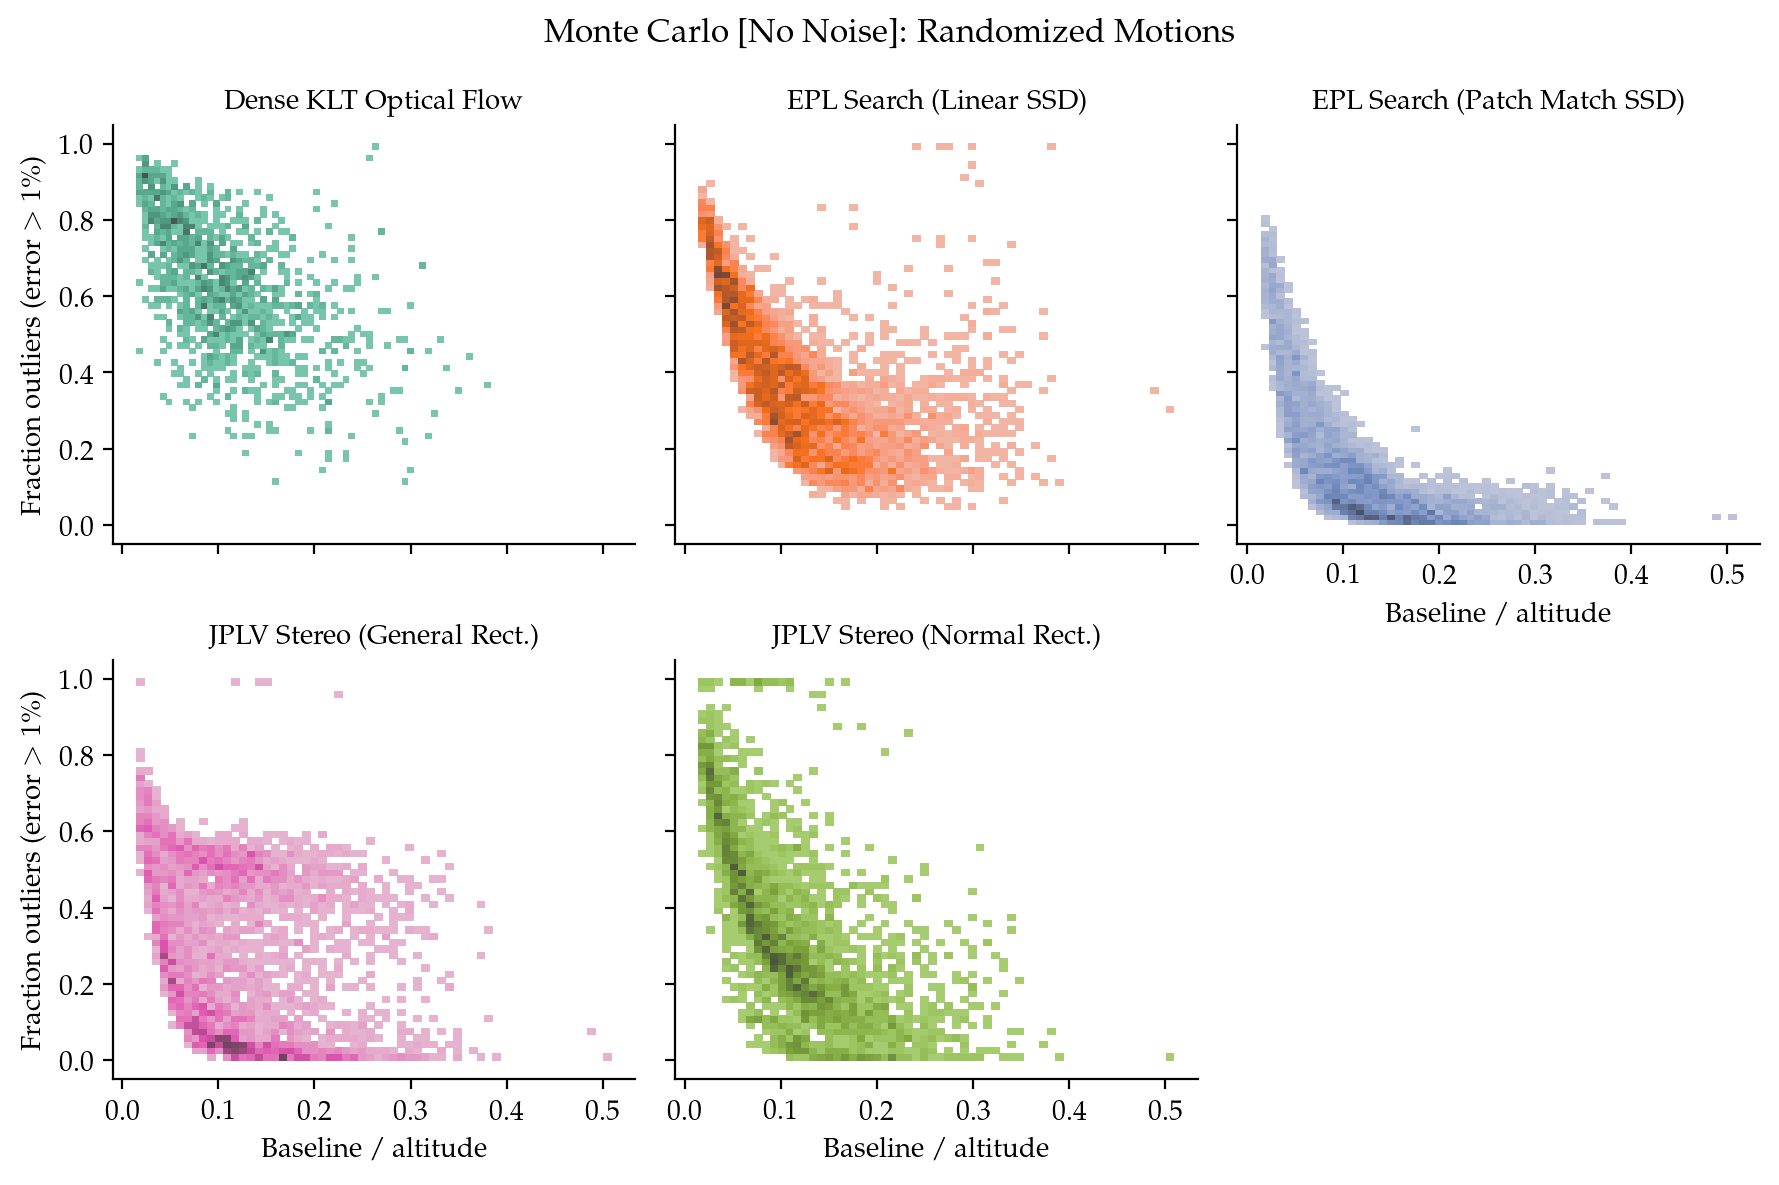 Monte Carlo [No Noise]: Randomized Motions
Dense KLT Optical Flow
EPL Search (Linear SSD)
EPL Search (Patch Match SSD)
Fraction outliers (error > 1%)
1.0
0.8
0.6
0.4
0.2
0.0
0.0 0.1 0.2 0.3 0.4 0.5
Baseline / altitude
JPLV Stereo (General Rect.)
JPLV Stereo (Normal Rect.)
Fraction outliers (error > 1%)
1.0
0.8
0.6
0.4
0.2
0.0
0.0 0.1 0.2 0.3 0.4 0.5
Baseline / altitude
0.0 0.1 0.2 0.3 0.4 0.5
Baseline / altitude